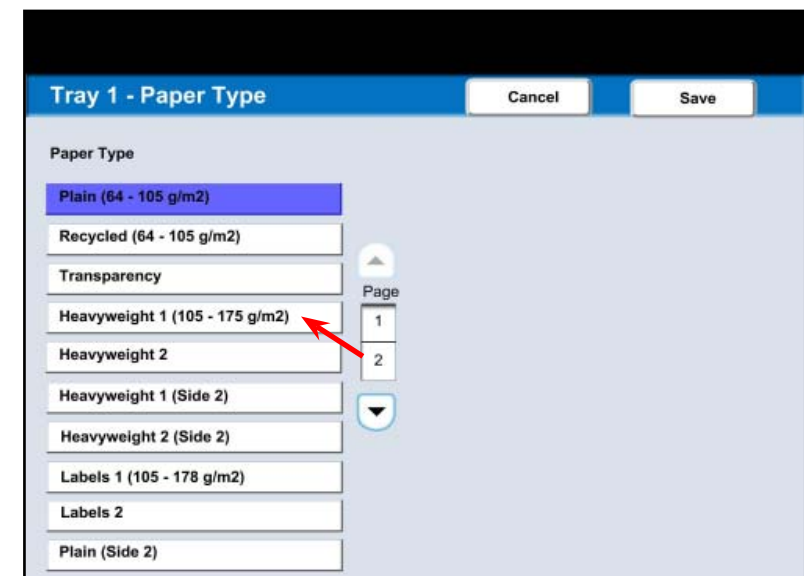 Tray 1 - Paper Type
Cancel
Save
Paper Type
Plain (64 - 105 g/m2)
Recycled (64 - 105 g/m2)
Transparency
Heavyweight 1 (105 - 175 g/m2)
Heavyweight 2
Heavyweight 1 (Side 2)
Heavyweight 2 (Side 2)
Labels 1 (105 - 178 g/m2)
Labels 2
Plain (Side 2)
Page
1
2